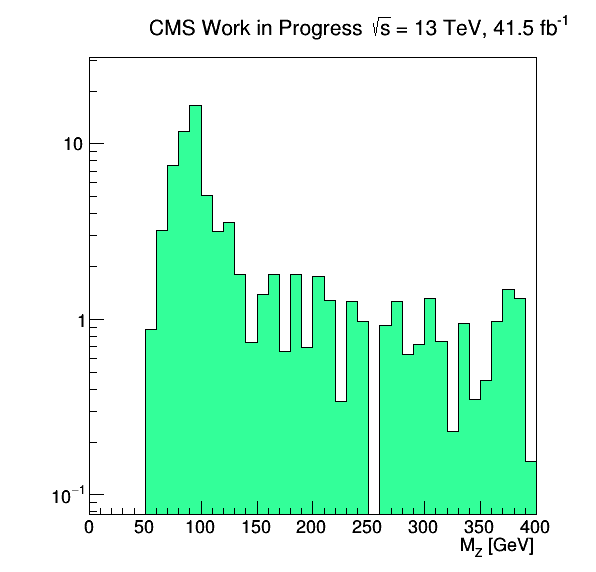 CMS Work in Progress √s = 13 TeV, 41.5 fb⁻¹
10
1
10⁻¹
0 50 100 150 200 250 300 350 400
M_Z [GeV]